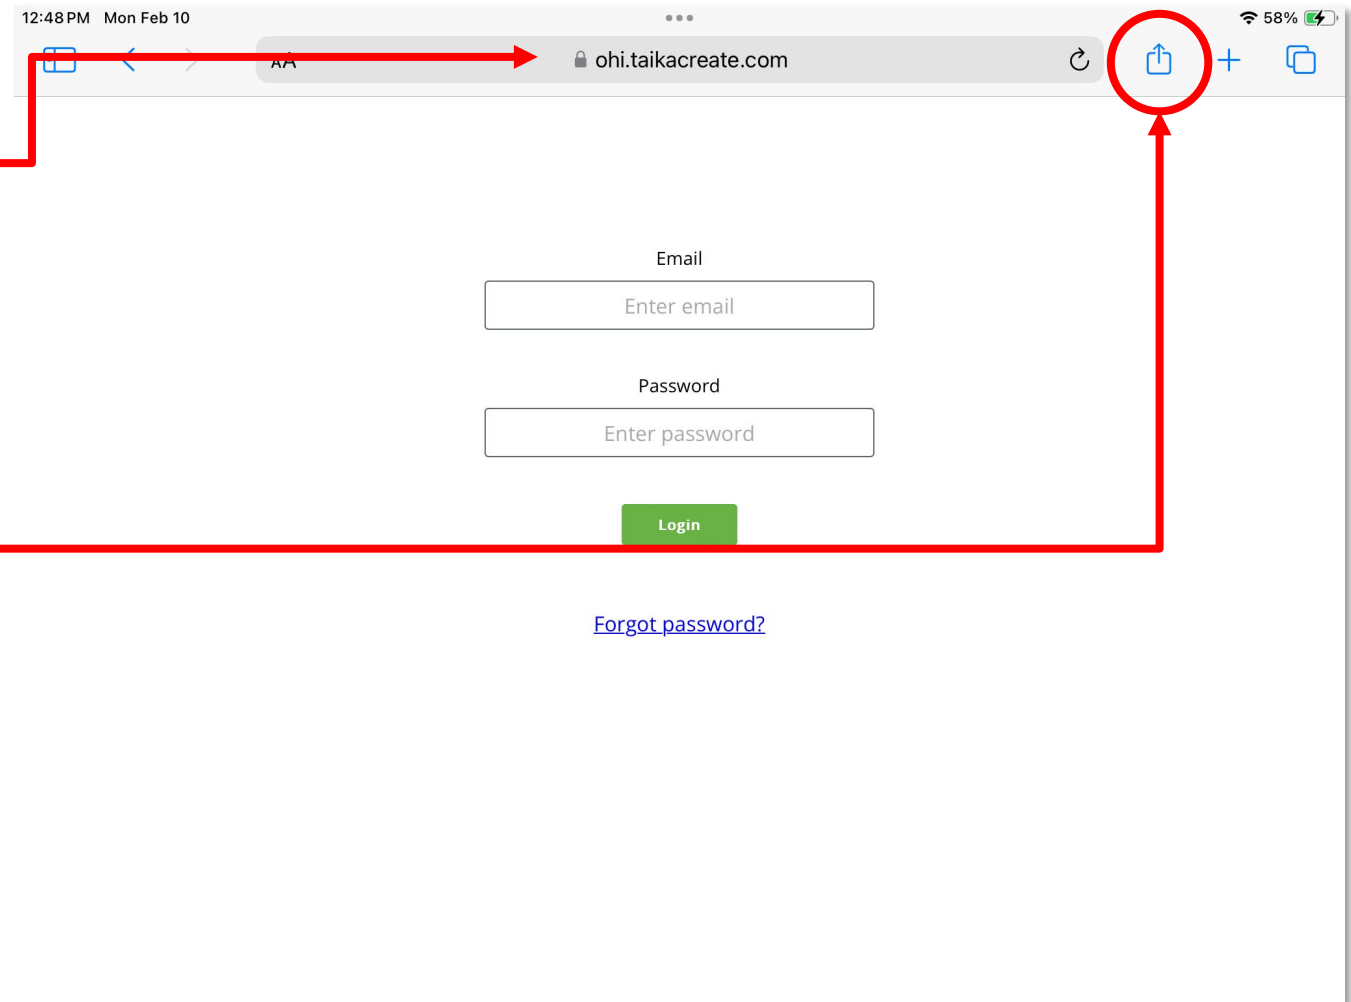 12:48 PM Mon Feb 10
58%
AA
ohi.taikacreate.com
Email
Enter email
Password
Enter password
Login
Forgot password?